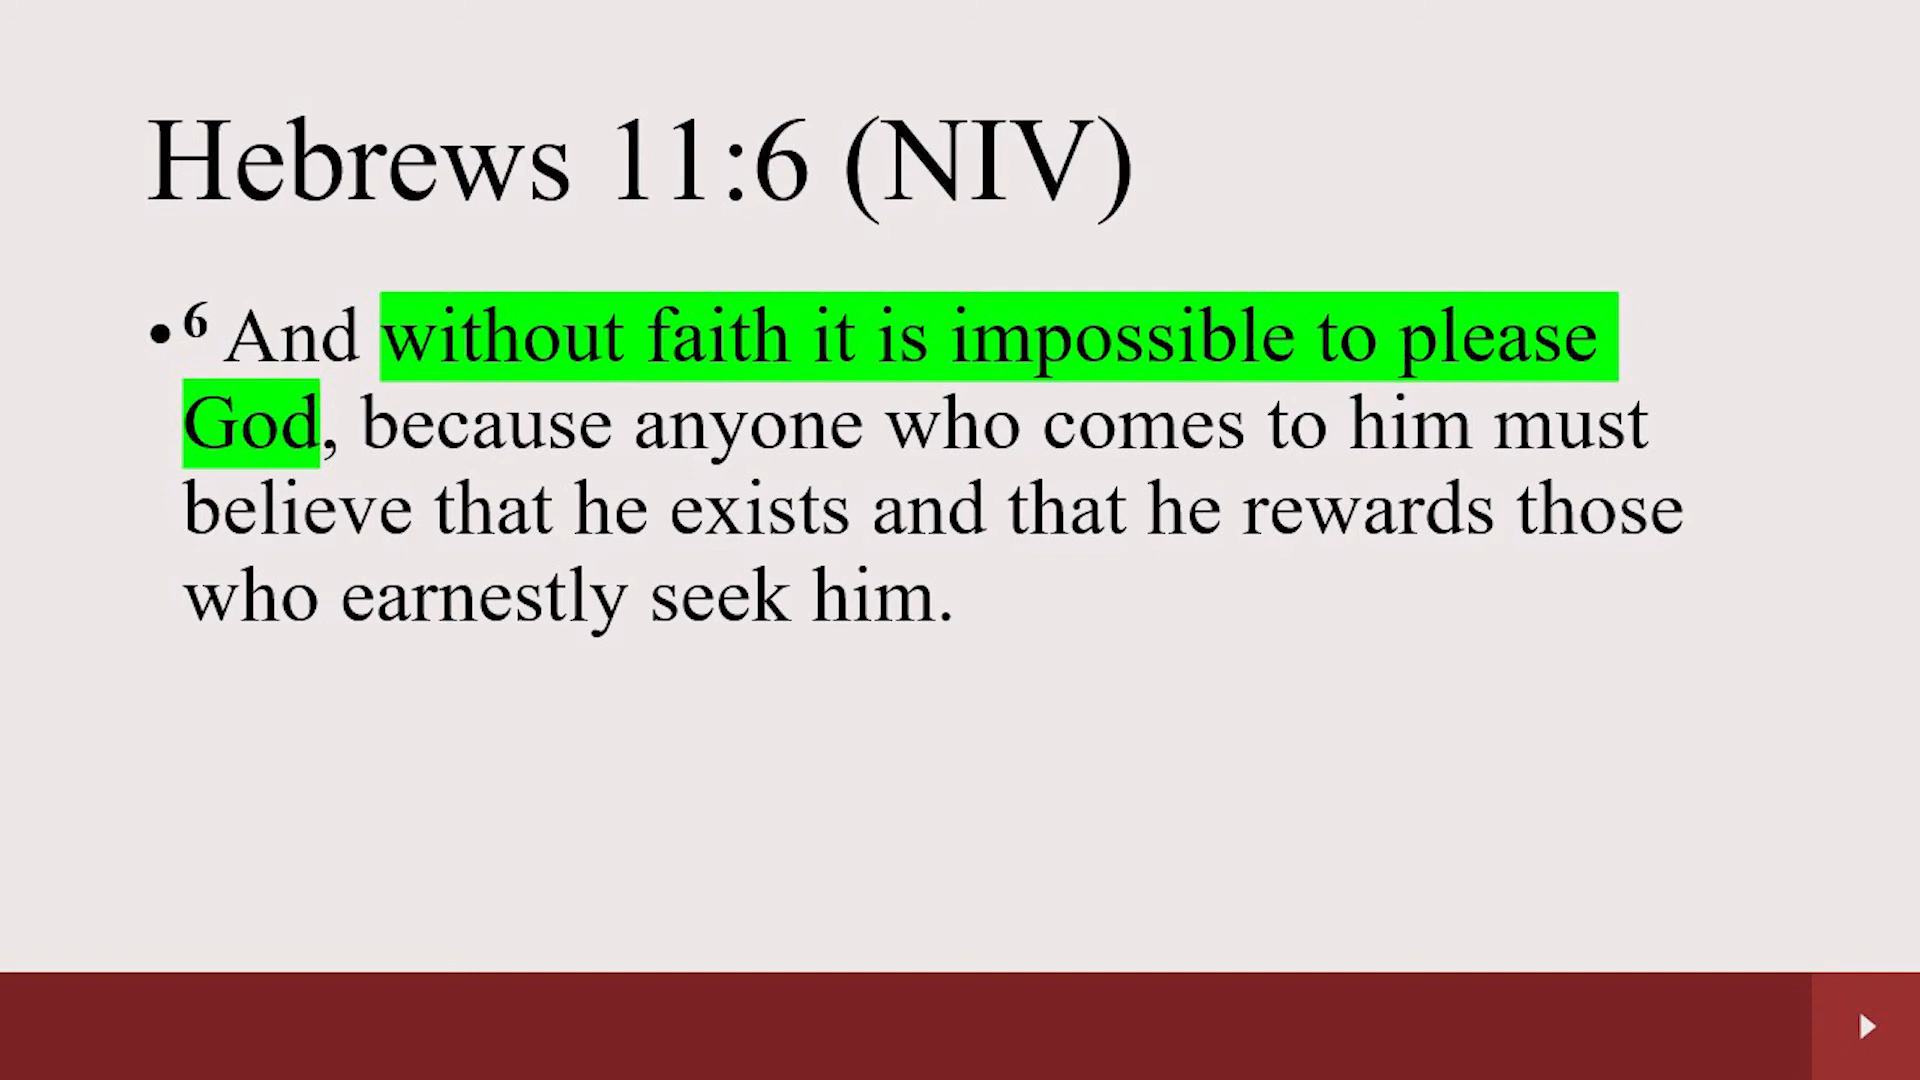 Hebrews 11:6 (NIV)
• 6 And without faith it is impossible to please
God, because anyone who comes to him must
believe that he exists and that he rewards those
who earnestly seek him.